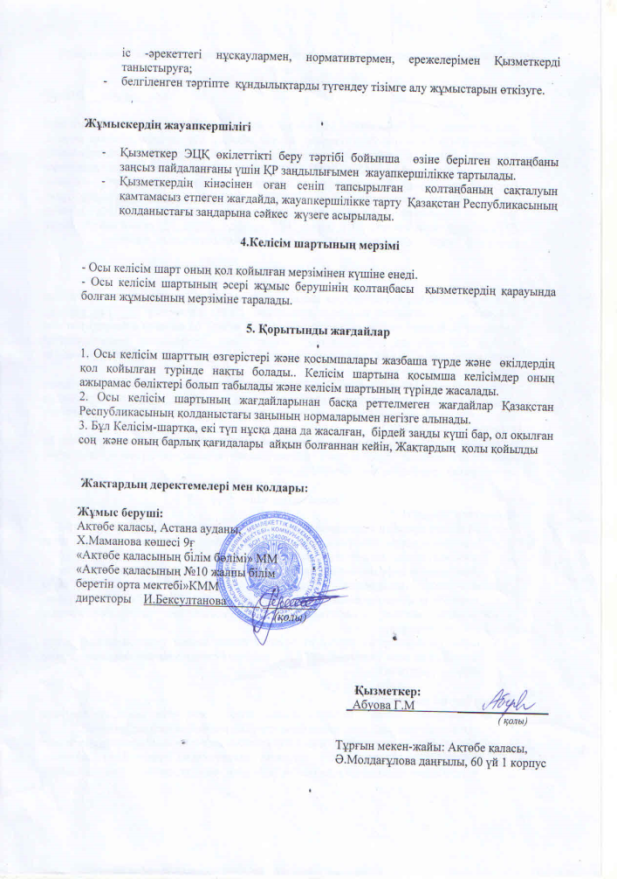 іс -әрекеттегі нұсқаулармен, нормативтермен, ережелерімен Қызметкерді
таныстыруға;
- белгіленген тәртіпте құндылықтарды түгендеу тізімге алу жұмыстарын өткізуге.
Жұмыскердің жауапкершілігі
- Қызметкер ЭЦҚ өкілеттікті беру тәртібі бойынша өзіне берілген қолтаңбаны
заңсыз пайдаланғаны үшін ҚР заңдылығымен жауапкершілікке тартылады.
- Қызметкердің кінәсінен оған сеніп тапсырылған қолтаңбаның сақталуын
қамтамасыз етпеген жағдайда, жауапкершілікке тарту Қазақстан Республикасының
қолданыстағы заңдарына сәйкес жүзеге асырылады.
4.Келісім шартының мерзімі
- Осы келісім шарт оның қол қойылған мерзімінен күшіне енеді.
- Осы келісім шартының әсері жұмыс берушінің қолтаңбасы қызметкердің қарауында
болған жұмысының мерзіміне таралады.
5. Қорытынды жағдайлар
1. Осы келісім шарттың өзгерістері және қосымшалары жазбаша түрде және өкілдердің
қол қойылған турінде нақты болады.. Келісім шартына қосымша келісімдер оның
ажырамас бөліктері болып табылады және келісім шартының түрінде жасалады.
2. Осы келісім шартының жағдайларынан басқа реттелмеген жағдайлар Қазақстан
Республикасының қолданыстағы заңының нормаларымен негізге алынады.
3. Бұл Келісім-шартқа, екі түп нұсқа дана да жасалған, бірдей заңды күші бар, ол оқылған
соң және оның барлық қағидалары айқын болғаннан кейін, Жақтардың қолы қойылды
Жақтардың деректемелері мен қолдары:
Жұмыс беруші:
Ақтөбе қаласы, Астана ауданы,
Х.Маманова көшесі 9ғ
«Ақтөбе қаласының білім бөлімі» ММ
«Ақтөбе қаласының №10 жалпы білім
беретін орта мектебі»КММ
директоры И.Бексултанова
(қолы)
Қызметкер:
Абуова Г.М
( қолы)
Тұрғын мекен-жайы: Ақтөбе қаласы,
Ә.Молдағұлова даңғылы, 60 үй 1 корпус